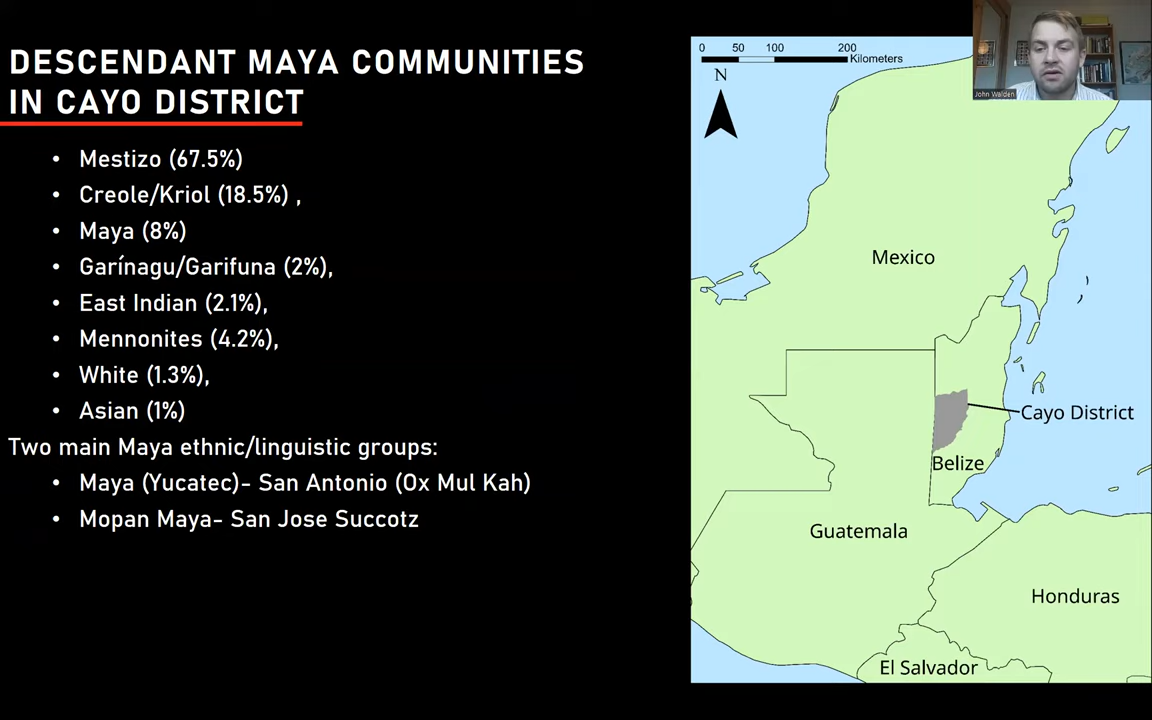 DESCENDANT MAYA COMMUNITIES
IN CAYO DISTRICT
• Mestizo (67.5%)
• Creole/Kriol (18.5%) ,
• Maya (8%)
• Garínagu/Garifuna (2%),
• East Indian (2.1%),
• Mennonites (4.2%),
• White (1.3%),
• Asian (1%)
Two main Maya ethnic/linguistic groups:
• Maya (Yucatec)- San Antonio (Ox Mul Kah)
• Mopan Maya- San Jose Succotz
0 50 100 200
Kilometers
N
John Walden
Mexico
Cayo District
Belize
Guatemala
Honduras
El Salvador